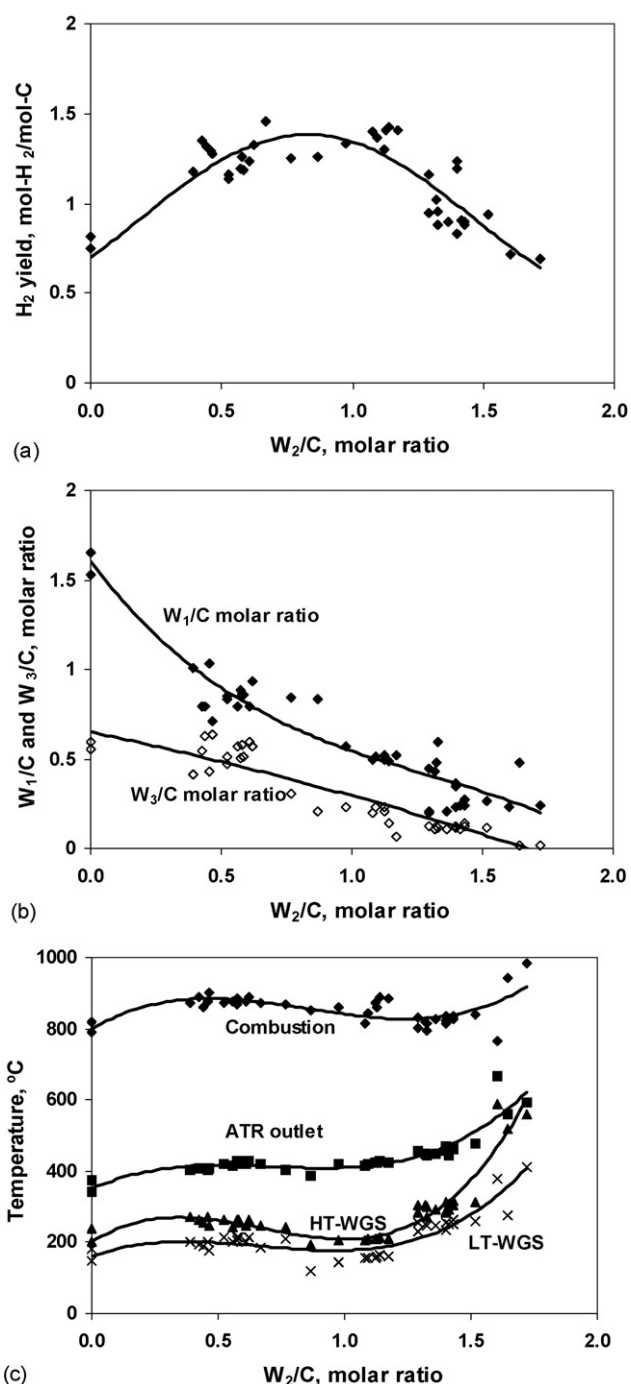 2
1.5
1
0.5
0
H₂ yield, mol-H ₂/mol-C
0.0 0.5 1.0 1.5 2.0
W₂/C, molar ratio
(a)
2
1.5
1
0.5
0
W₁/C and W₃/C, molar ratio
W₁/C molar ratio
W₃/C molar ratio
0.0 0.5 1.0 1.5 2.0
W₂/C, molar ratio
(b)
1000
800
600
400
200
0
Temperature, ºC
Combustion
ATR outlet
HT-WGS
LT-WGS
0.0 0.5 1.0 1.5 2.0
W₂/C, molar ratio
(c)